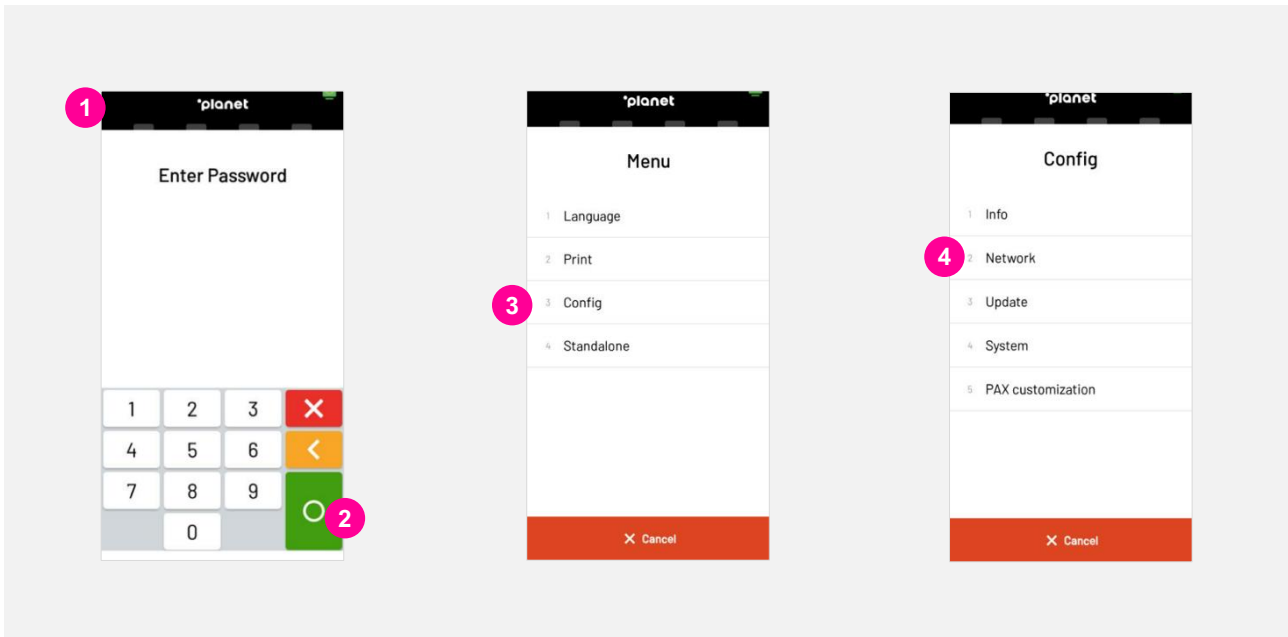 1
planet
Enter Password
1 2 3
4 5 6
7 8 9
2
0
planet
Menu
1 Language
2 Print
3
3 Config
4 Standalone
Cancel
planet
Config
1 Info
4
2 Network
3 Update
4 System
5 PAX customization
Cancel